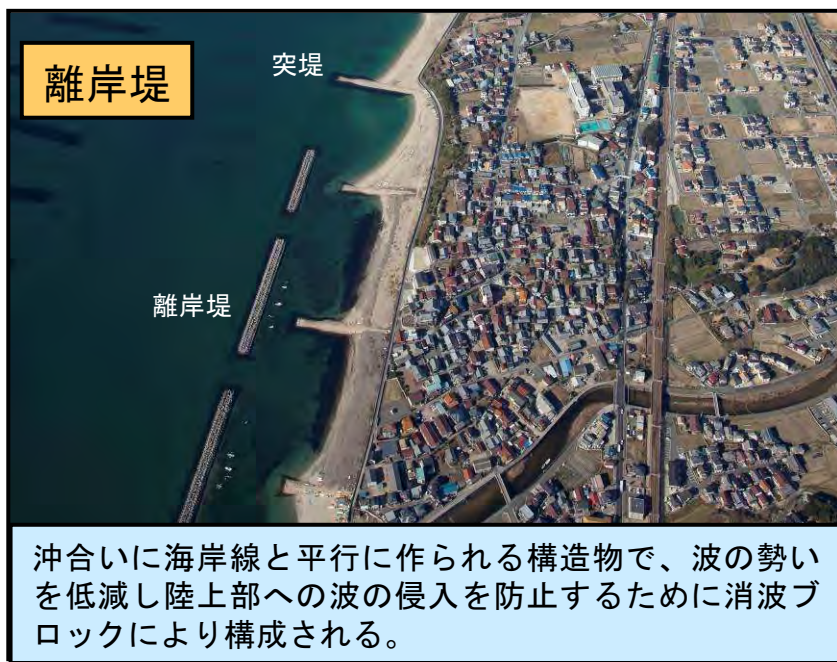 離岸堤
突堤
離岸堤
沖合いに海岸線と平行に作られる構造物で、波の勢い
を低減し陸上部への波の侵入を防止するために消波ブ
ロックにより構成される。